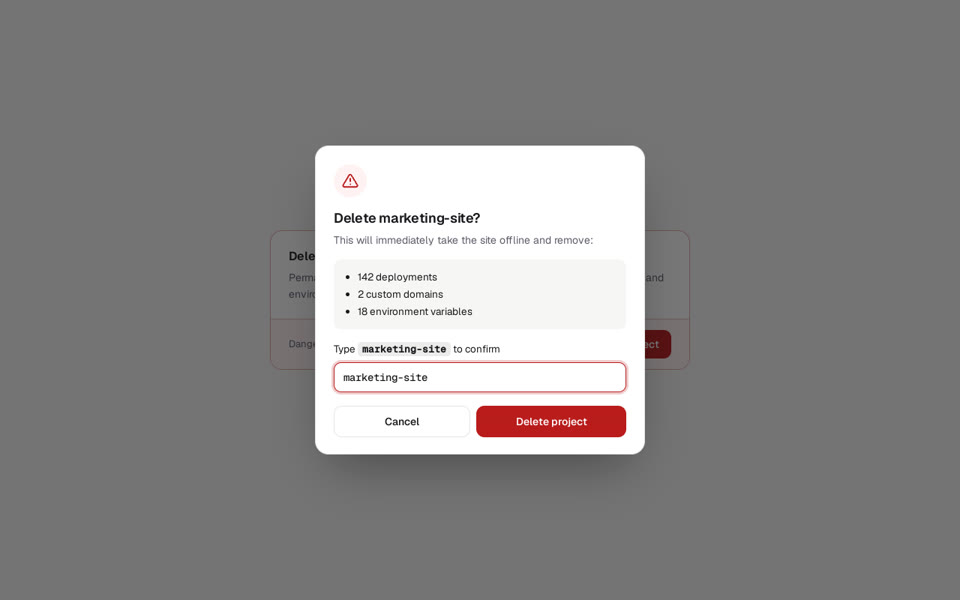 Delete marketing-site?
This will immediately take the site offline and remove:
• 142 deployments
• 2 custom domains
• 18 environment variables
Type marketing-site to confirm
marketing-site
Cancel
Delete project
and